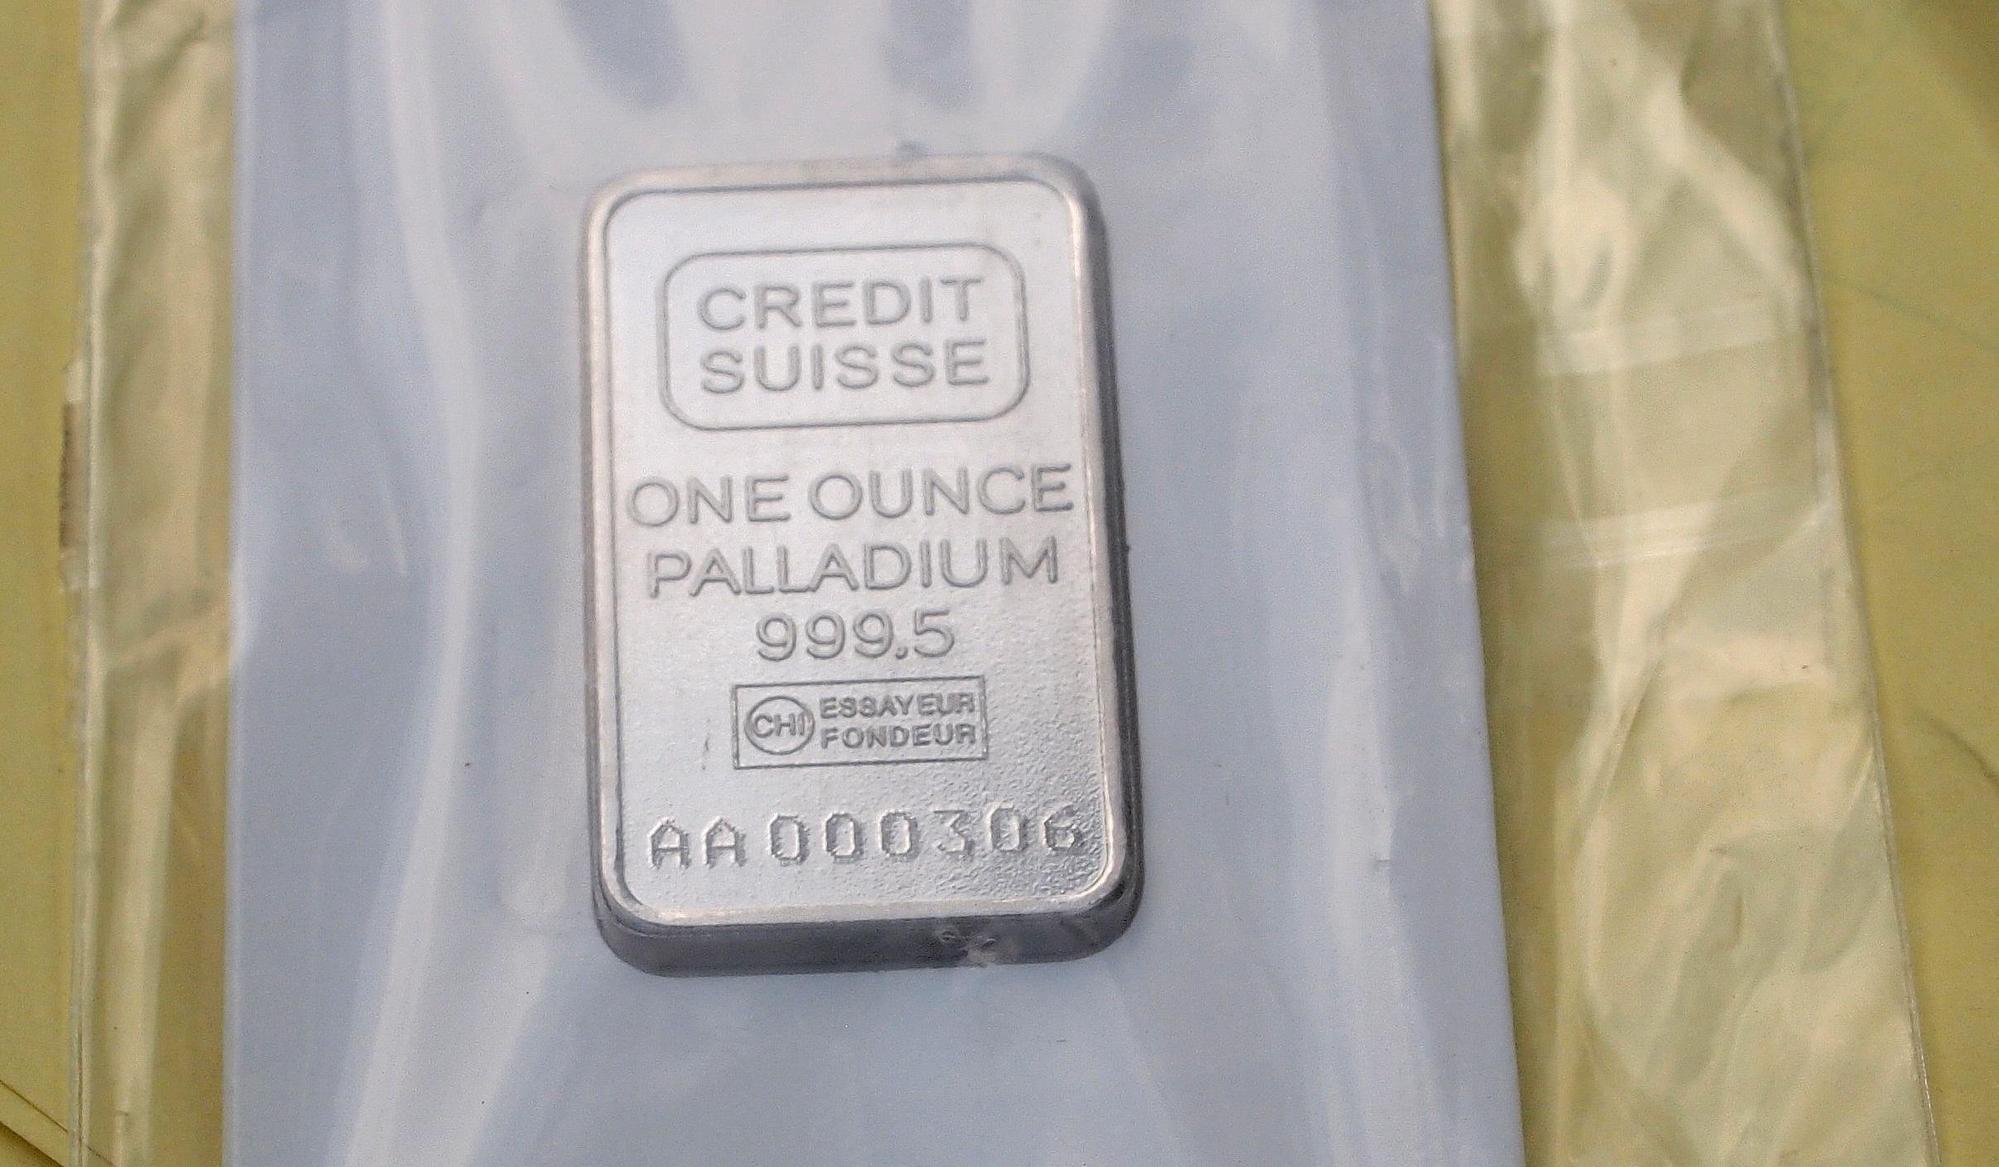 CREDIT
SUISSE
ONE OUNCE
PALLADIUM
999.5
CHI ESSAYEUR
FONDEUR
AA000306